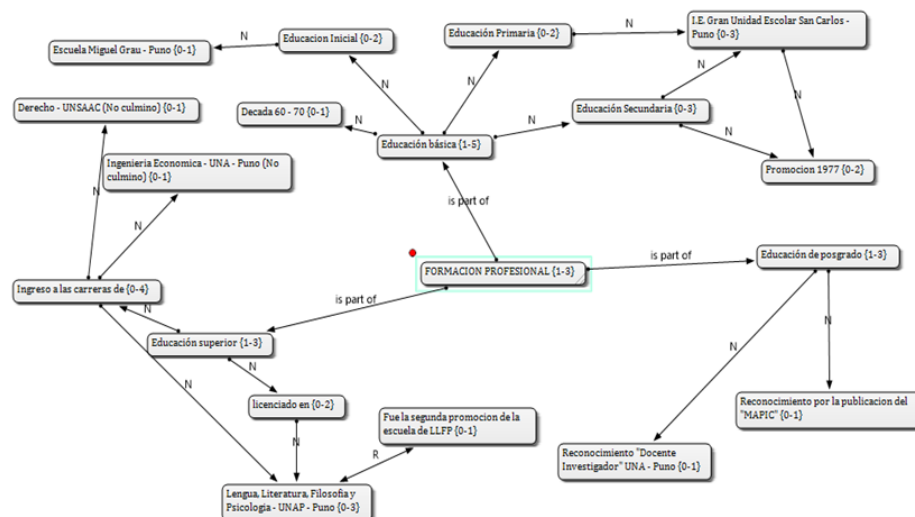 I.E. Gran Unidad Escolar San Carlos -
Puno {0-3}
N
Educacion Inicial {0-2}
Educación Primaria {0-2}
N
Escuela Miguel Grau - Puno {0-1}
N
N
N
Derecho - UNSAAC (No culmino) {0-1}
Decada 60 - 70 {0-1}
N
Educación Secundaria {0-3}
N
N
N
Educación básica {1-5}
Ingenieria Economica - UNA - Puno (No
culmino) {0-1}
Promocion 1977 {0-2}
N
is part of
N
is part of
Educación de posgrado {1-3}
FORMACION PROFESIONAL {1-3}
Ingreso a las carreras de {0-4}
is part of
N
Educación superior {1-3}
N
N
N
N
licenciado en {0-2}
Reconocimiento por la publicacion del
"MAPIC" {0-1}
Fue la segunda promocion de la
escuela de LLFP {0-1}
N
R
Reconocimiento "Docente
Investigador" UNA - Puno {0-1}
Lengua, Literatura, Filosofia y
Psicologia - UNAP - Puno {0-3}